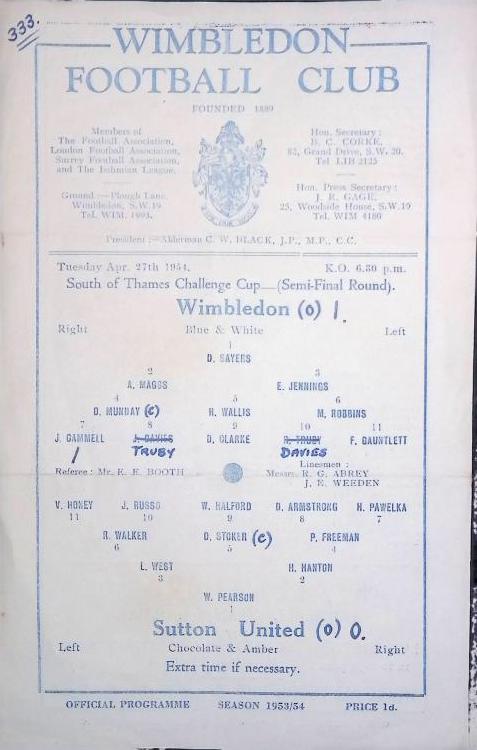 333.
WIMBLEDON
FOOTBALL CLUB
FOUNDED 1889
Members of
The Football Association,
London Football Association,
Surrey Football Association,
and The Isthmian League.
Ground :—Plough Lane,
Wimbledon, S.W.19
Tel. WIM. 1993.
Hon. Secretary :
B. C. CORKE,
82, Grand Drive, S.W. 20.
Tel LIB 2125
Hon. Press Secretary :
J. R. GAGE,
25, Woodside House, S.W.19
Tel. WIM 4180
President :—Alderman C. W. BLACK, J.P., M.P., C.C.
Tuesday Apr. 27th 1954. K.O. 6.30 p.m.
South of Thames Challenge Cup—(Semi-Final Round).
Wimbledon (0) 1.
Right Blue & White Left
1
D. SAYERS
2 3
A. MAGGS E. JENNINGS
4 5 6
D. MUNDAY (C) R. WALLIS M. ROBBINS
7 8 9 10 11
J. GAMMELL J. DAVIES D. CLARKE R. TRUBY F. GAUNTLETT
1 TRUBY DAVIES
Referee : Mr. E. E. BOOTH
Linesmen :
Messrs. R. G. ABREY
J. E. WEEDEN
V. HONEY J. RUSSO W. HALFORD D. ARMSTRONG H. PAWELKA
11 10 9 8 7
R. WALKER D. STOKER (C) P. FREEMAN
6 5 4
L. WEST H. HANTON
3 2
W. PEARSON
1
Sutton United (0) 0.
Left Chocolate & Amber Right
Extra time if necessary.
OFFICIAL PROGRAMME SEASON 1953/54 PRICE 1d.